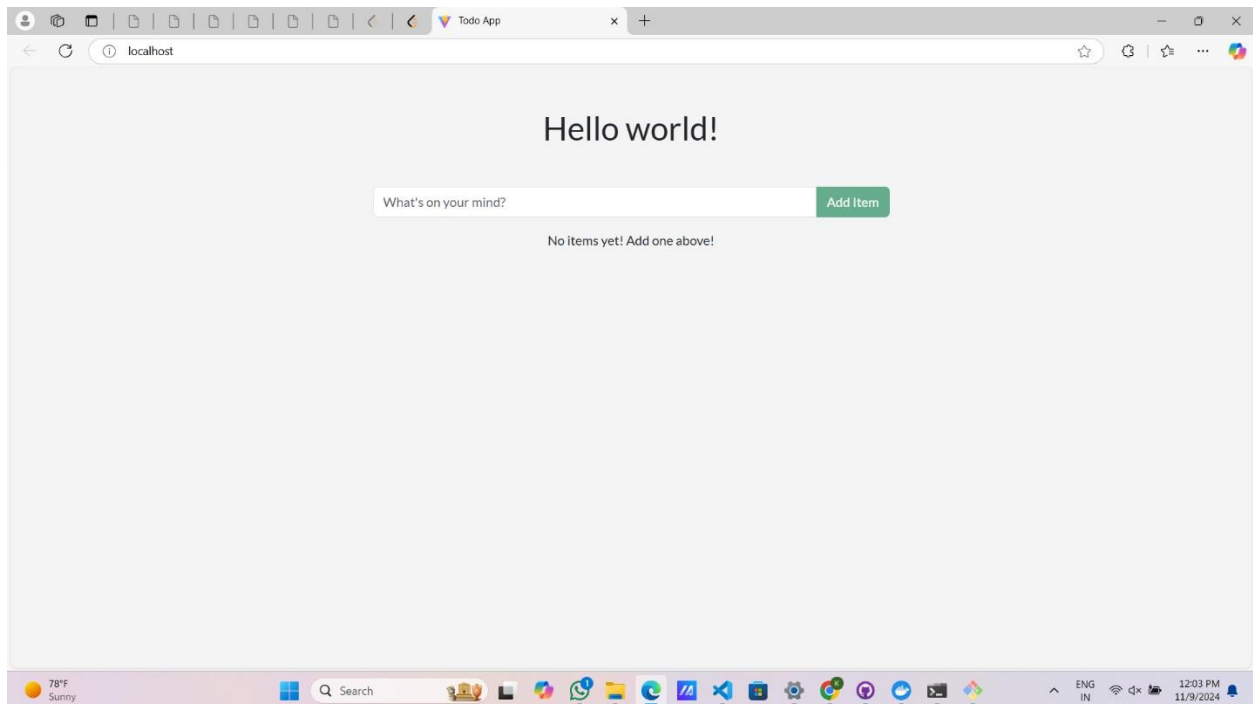 Todo App
localhost
Hello world!
What's on your mind?
Add Item
No items yet! Add one above!
78°F
Sunny
Search
1
K
ENG
IN
12:03 PM
11/9/2024